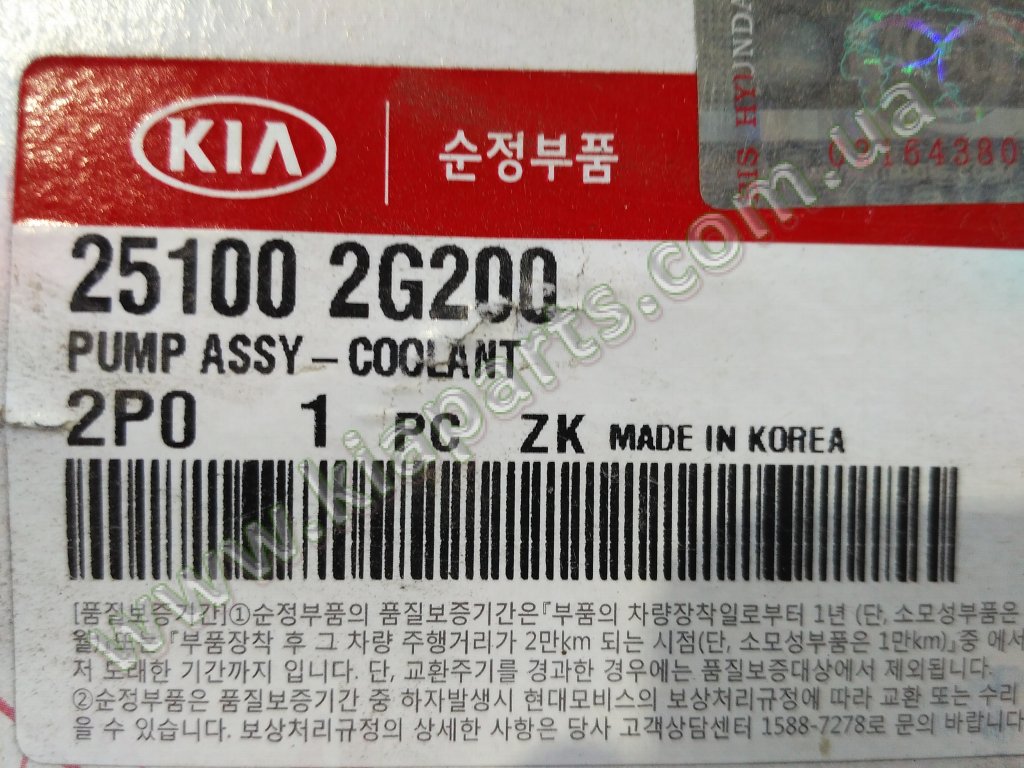 KIA
순정부품
HYUNDA
25100 2G200
PUMP ASSY – COOLANT
2P0 1 PC ZK MADE IN KOREA
[품질보증기간]①순정부품의 품질보증기간은『부품의 차량장착일로부터 1년 (단, 소모성부품은
월) 또는『부품장착 후 그 차량 주행거리가 2만km 되는 시점(단, 소모성부품은 1만km)』중 에서
저 도래한 기간까지 입니다. 단, 교환주기를 경과한 경우에는 품질보증대상에서 제외됩니다.
②순정부품은 품질보증기간 중 하자발생시 현대모비스의 보상처리규정에 따라 교환 또는 수리
을 수 있습니다. 보상처리규정의 상세한 사항은 당사 고객상담센터 1588-7278로 문의 바랍니다
www.kiaparts.com.ua